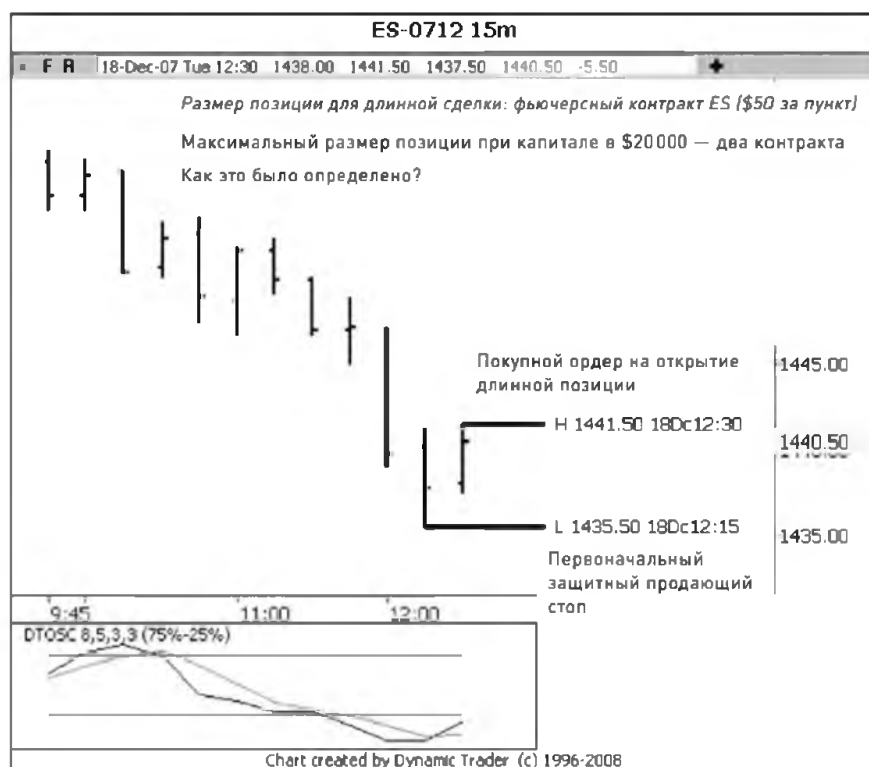 ES-0712 15m
F R 18-Dec-07 Tue 12:30 1438.00 1441.50 1437.50 1440.50 -5.50
Размер позиции для длинной сделки: фьючерсный контракт ES ($50 за пункт)
Максимальный размер позиции при капитале в $20000 — два контракта
Как это было определено?
Покупной ордер на открытие
длинной позиции
1445.00
H 1441.50 18Dc12:30
1440.50
L 1435.50 18Dc12:15
1435.00
Первоначальный
защитный продающий
стоп
9:45 11:00 12:00
DTOSC 8,5,3,3 (75%-25%)
Chart created by Dynamic Trader (c) 1996-2008